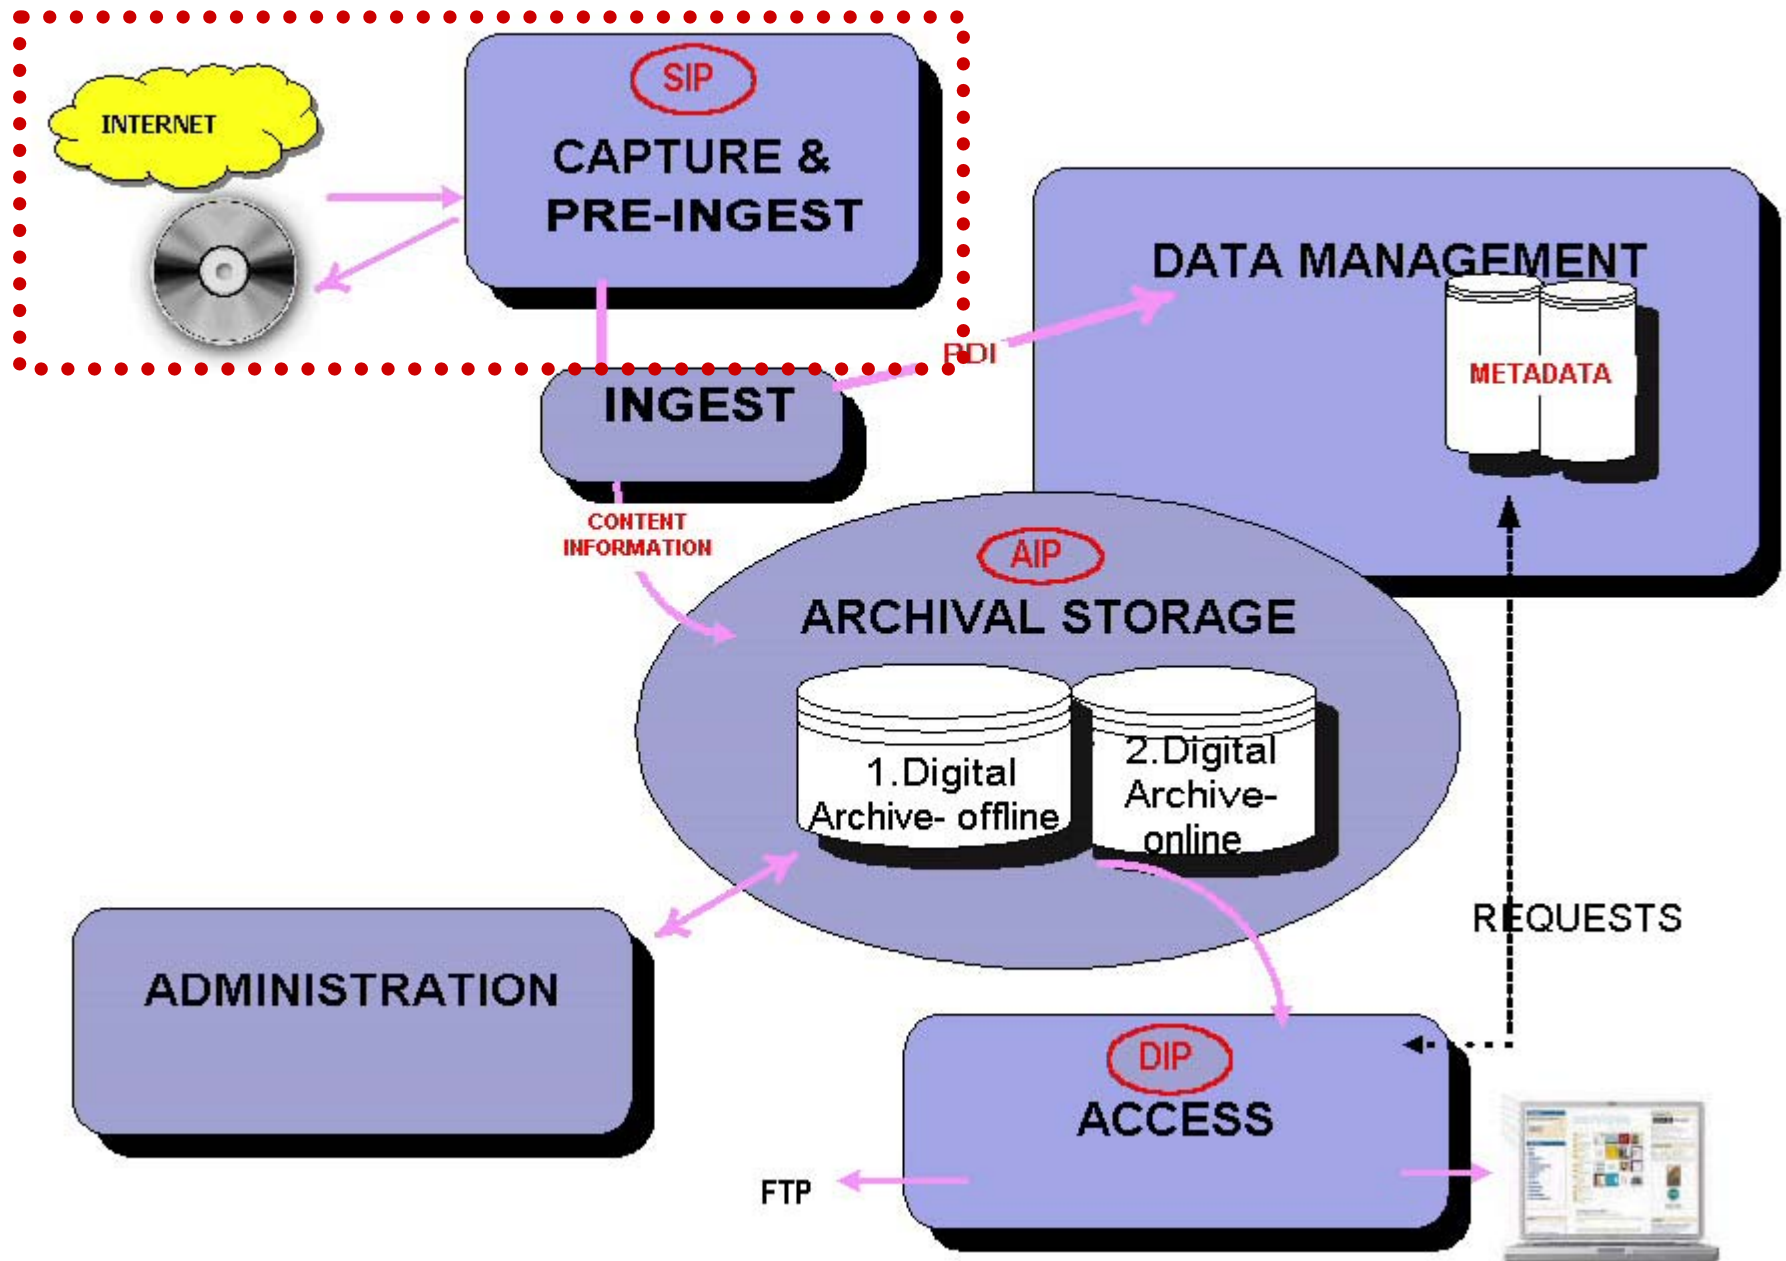 SIP
INTERNET
CAPTURE &
PRE-INGEST
DATA MANAGEMENT
PDI
METADATA
INGEST
CONTENT
INFORMATION
AIP
ARCHIVAL STORAGE
1.Digital
Archive- offline
2.Digital
Archive-
online
REQUESTS
ADMINISTRATION
DIP
ACCESS
FTP